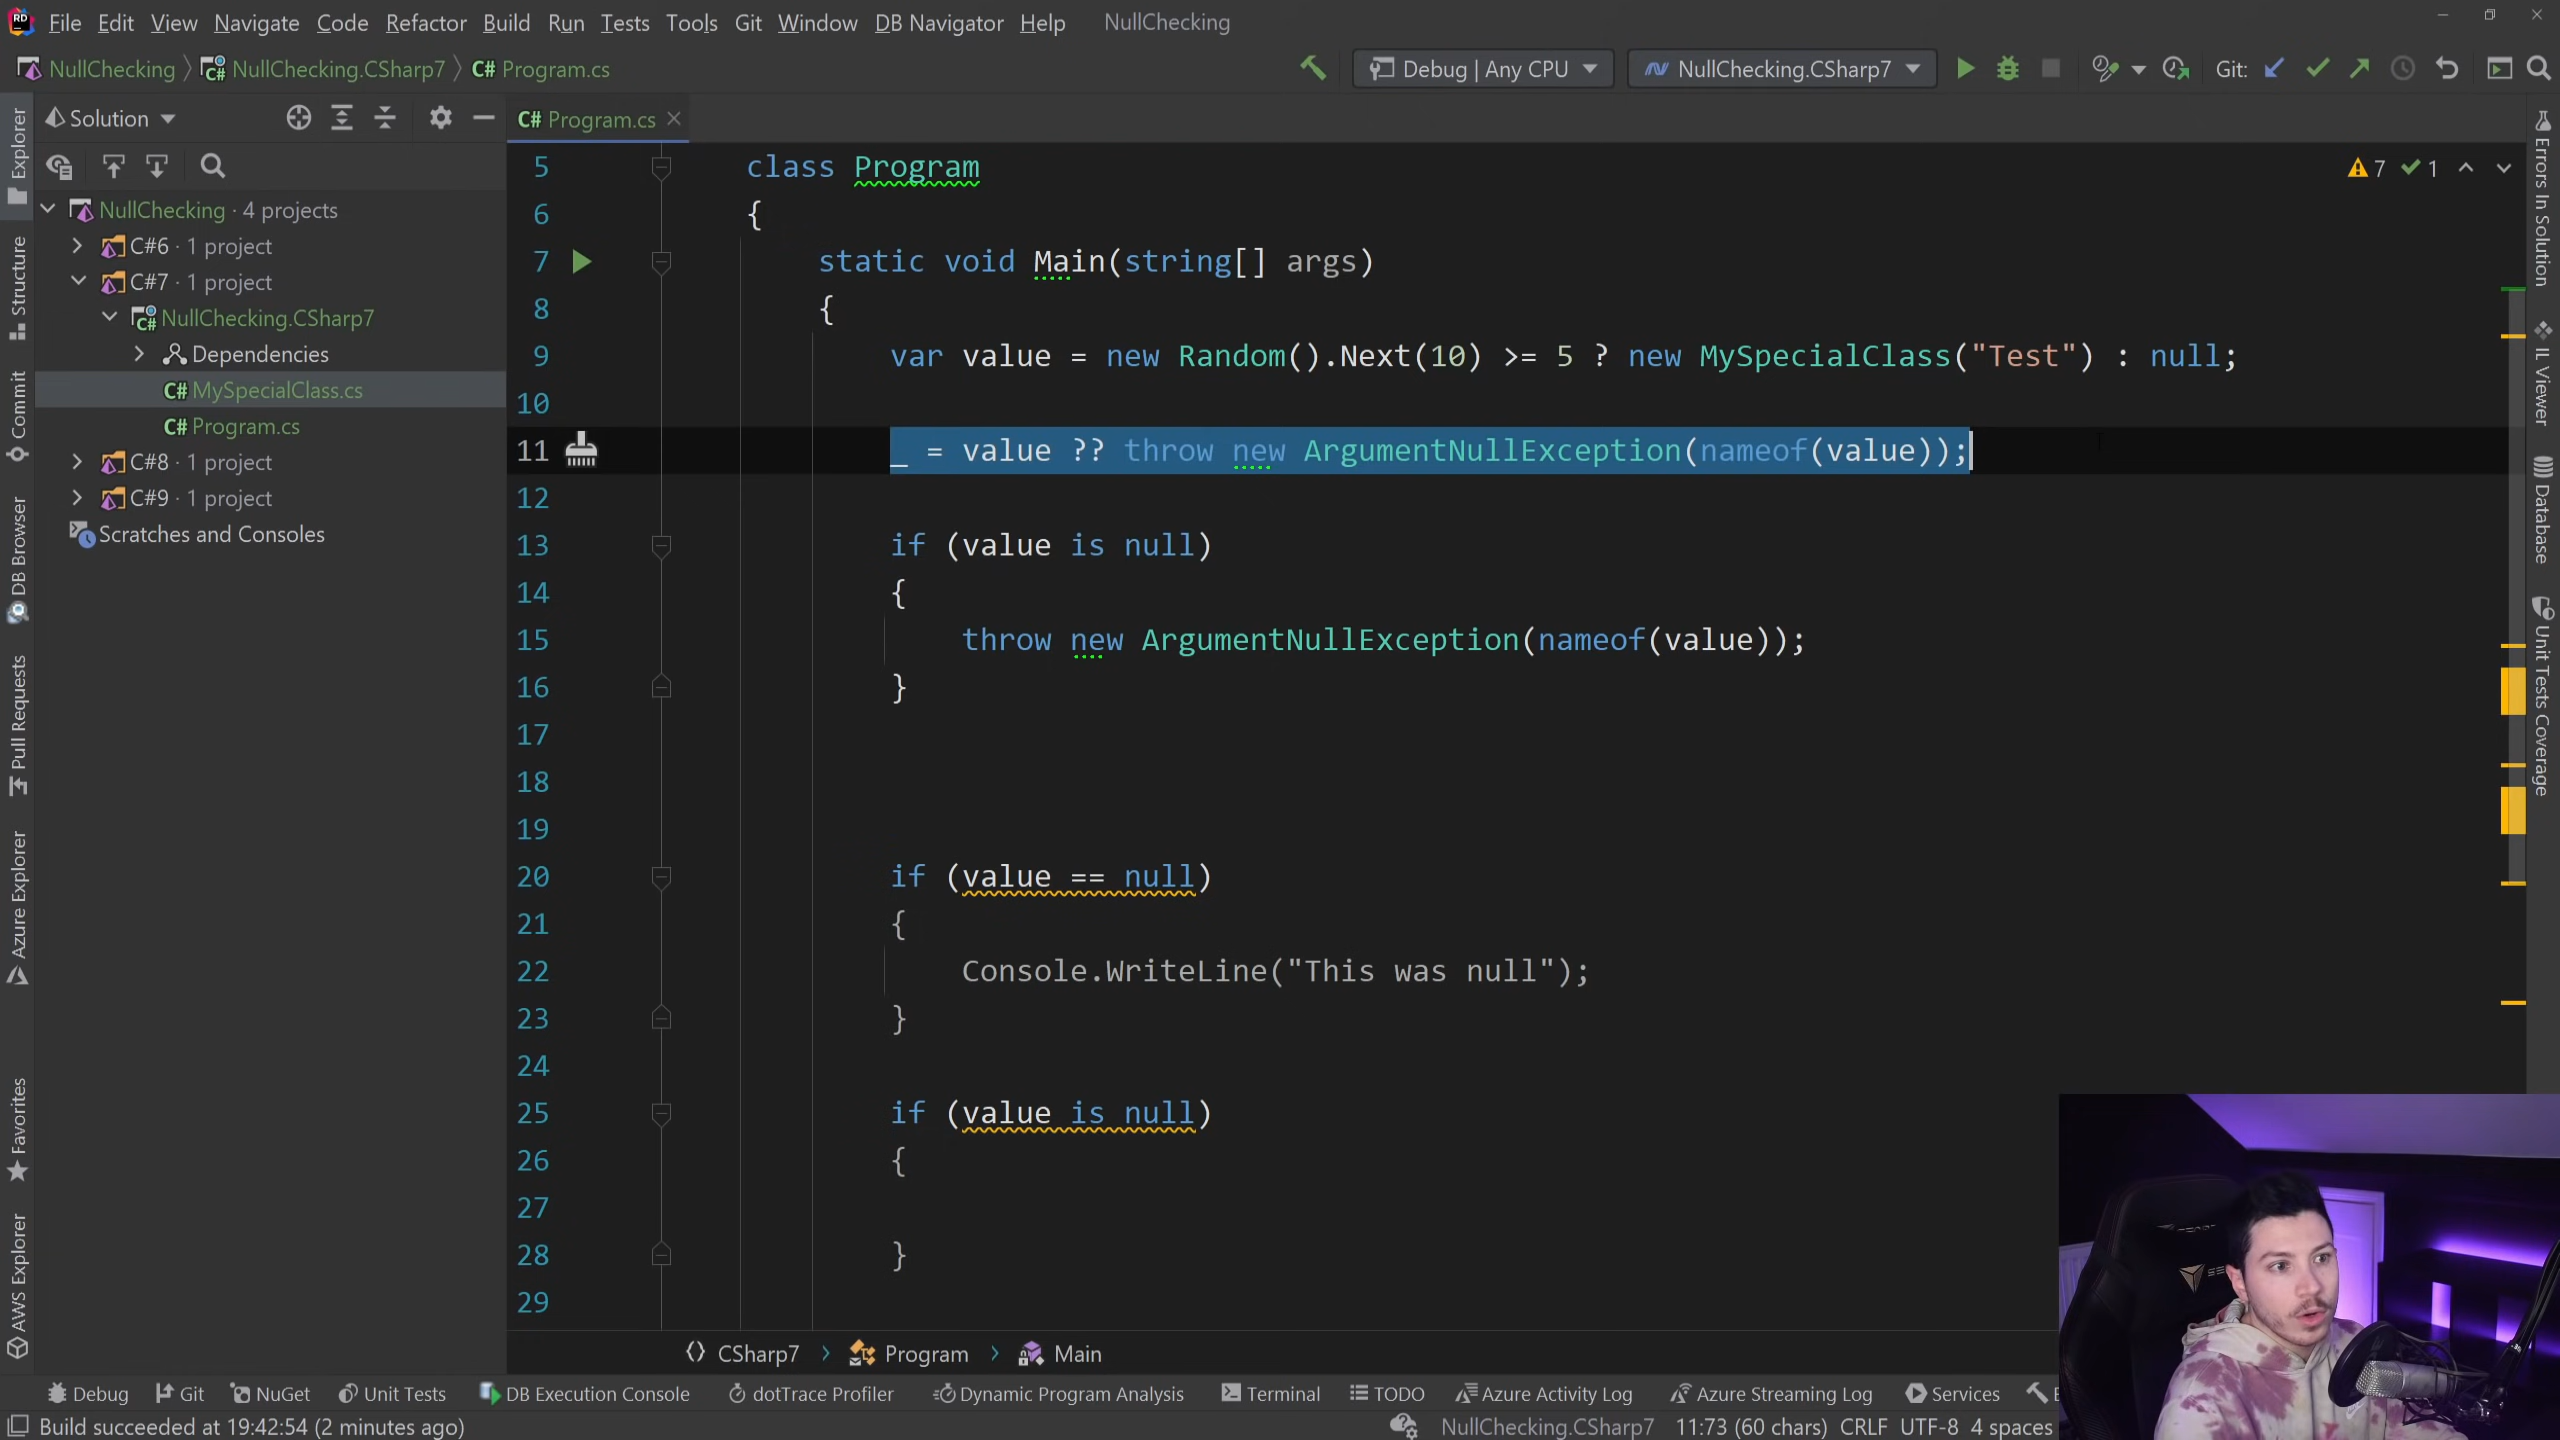 File Edit View Navigate Code Refactor Build Run Tests Tools Git Window DB Navigator Help NullChecking
NullChecking NullChecking.CSharp7 C# Program.cs Debug | Any CPU NullChecking.CSharp7 Git:
Solution
C# Program.cs
NullChecking · 4 projects
C#6 · 1 project
C#7 · 1 project
NullChecking.CSharp7
Dependencies
C# MySpecialClass.cs
C# Program.cs
C#8 · 1 project
C#9 · 1 project
Scratches and Consoles
Explorer
Structure
Commit
DB Browser
Pull Requests
Azure Explorer
Favorites
AWS Explorer
7 1
5 class Program
6 {
7 static void Main(string[] args)
8 {
9 var value = new Random().Next(10) >= 5 ? new MySpecialClass("Test") : null;
10
11 _ = value ?? throw new ArgumentNullException(nameof(value));
12
13 if (value is null)
14 {
15 throw new ArgumentNullException(nameof(value));
16 }
17
18
19
20 if (value == null)
21 {
22 Console.WriteLine("This was null");
23 }
24
25 if (value is null)
26 {
27
28 }
29
Errors In Solution
IL Viewer
Database
Unit Tests Coverage
CSharp7 Program Main
Debug Git NuGet Unit Tests DB Execution Console dotTrace Profiler Dynamic Program Analysis Terminal TODO Azure Activity Log Azure Streaming Log Services
Build succeeded at 19:42:54 (2 minutes ago) NullChecking.CSharp7 11:73 (60 chars) CRLF UTF-8 4 spaces